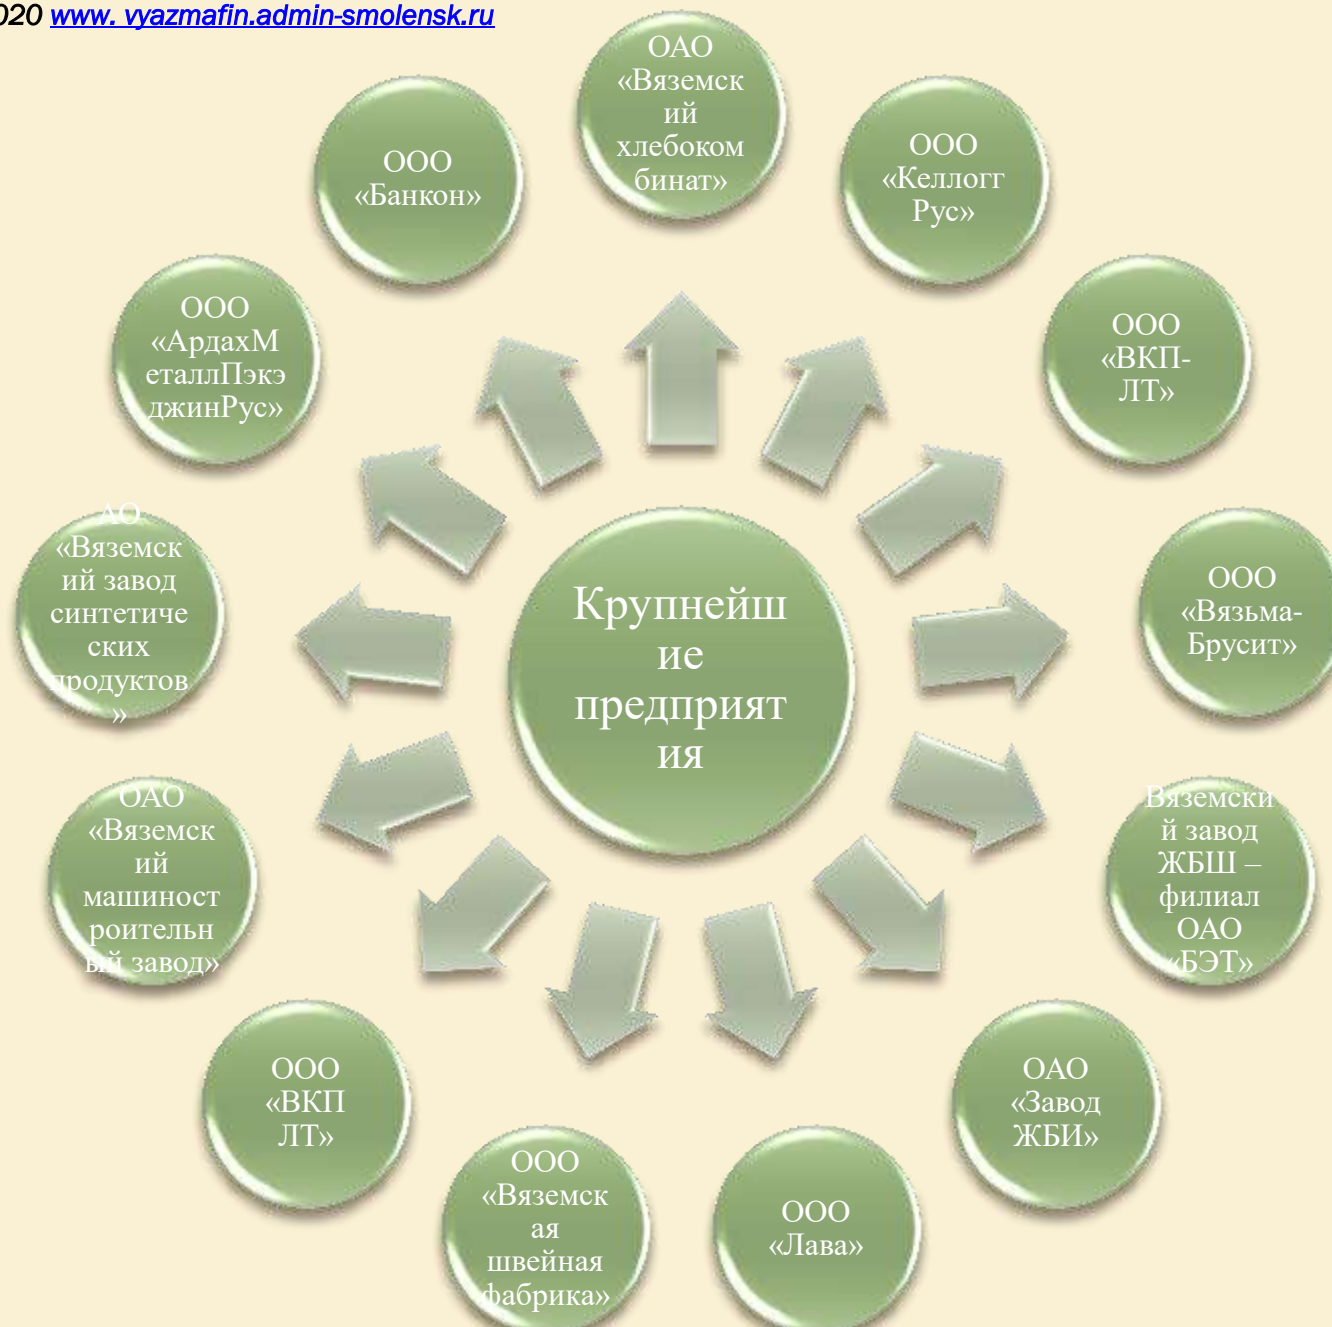 020 www. vyazmafin.admin-smolensk.ru
ОАО
«Вяземск
ий
хлебоком
бинат»
ООО
«Келлогг
Рус»
ООО
«ВКП-
ЛТ»
ООО
«Вязьма-
Брусит»
Вяземски
й завод
ЖБШ –
филиал
ОАО
«БЭТ»
ОАО
«Завод
ЖБИ»
ООО
«Лава»
ООО
«Вяземск
ая
швейная
фабрика»
ООО
«ВКП
ЛТ»
ОАО
«Вяземск
ий
машиност
роительн
ый завод»
АО
«Вяземск
ий завод
синтетиче
ских
продуктов
»
ООО
«АрдахМ
еталлПэкэ
джинРус»
ООО
«Банкон»
Крупнейш
ие
предприят
ия